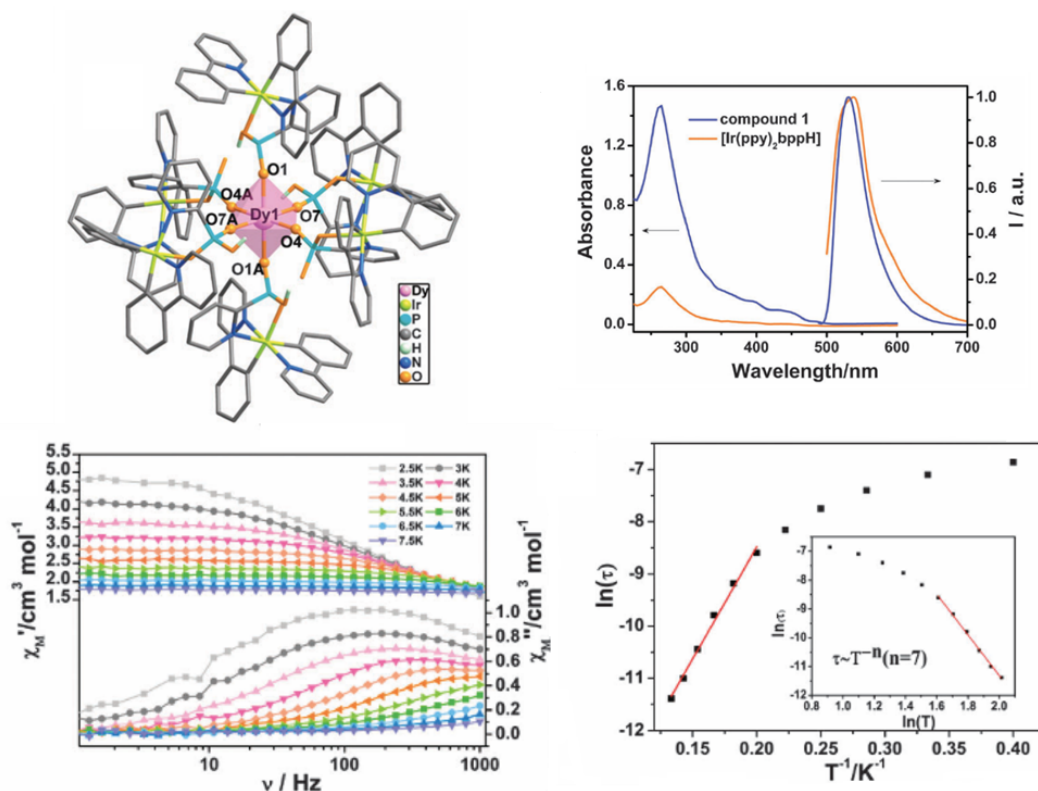 O1
O4A
O7
Dy1
O7A
O4
O1A
Dy
Ir
P
C
H
N
O
1.6
1.2
0.8
0.4
0.0
Absorbance
compound 1
[Ir(ppy)₂bppH]
1.0
0.8
0.6
0.4
0.2
0.0
I / a.u.
300 400 500 600 700
Wavelength/nm
5.5
5.0
4.5
4.0
3.5
3.0
2.5
2.0
1.5
χM'/cm³ mol⁻¹
2.5K 3K
3.5K 4K
4.5K 5K
5.5K 6K
6.5K 7K
7.5K
1.0
0.8
0.6
0.4
0.2
0.0
χM''/cm³ mol⁻¹
10 100 1000
ν / Hz
-7
-8
-9
-10
-11
-12
ln(τ)
0.15 0.20 0.25 0.30 0.35 0.40
T⁻¹/K⁻¹
-6
-7
-8
-9
-10
-11
-12
ln(τ)
τ~T⁻ⁿ(n=7)
0.8 1.0 1.2 1.4 1.6 1.8 2.0
ln(T)